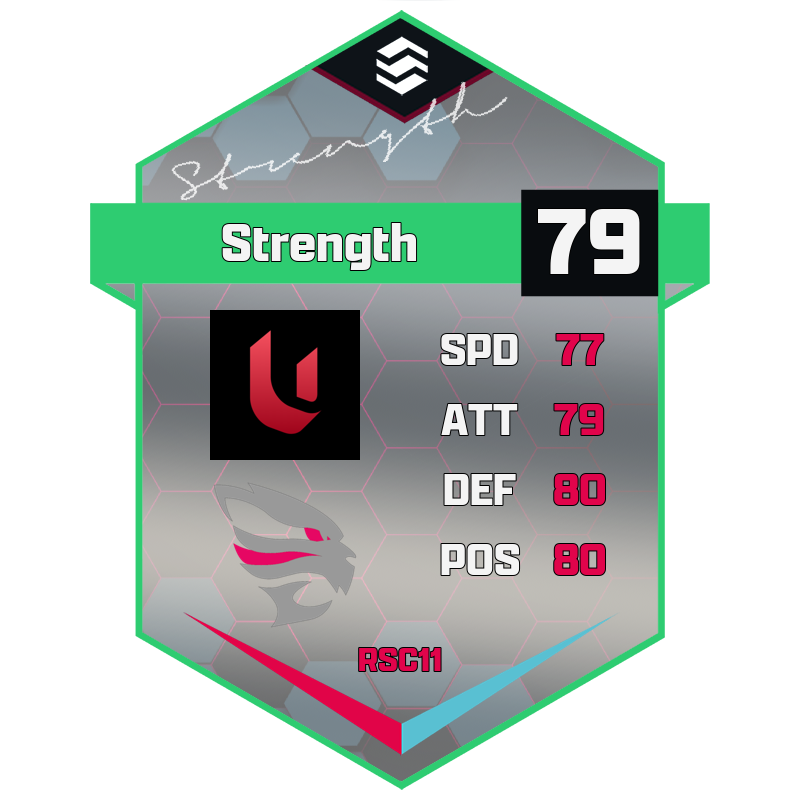 Strength
Strength 79
SPD 77
ATT 79
DEF 80
POS 80
RSC11